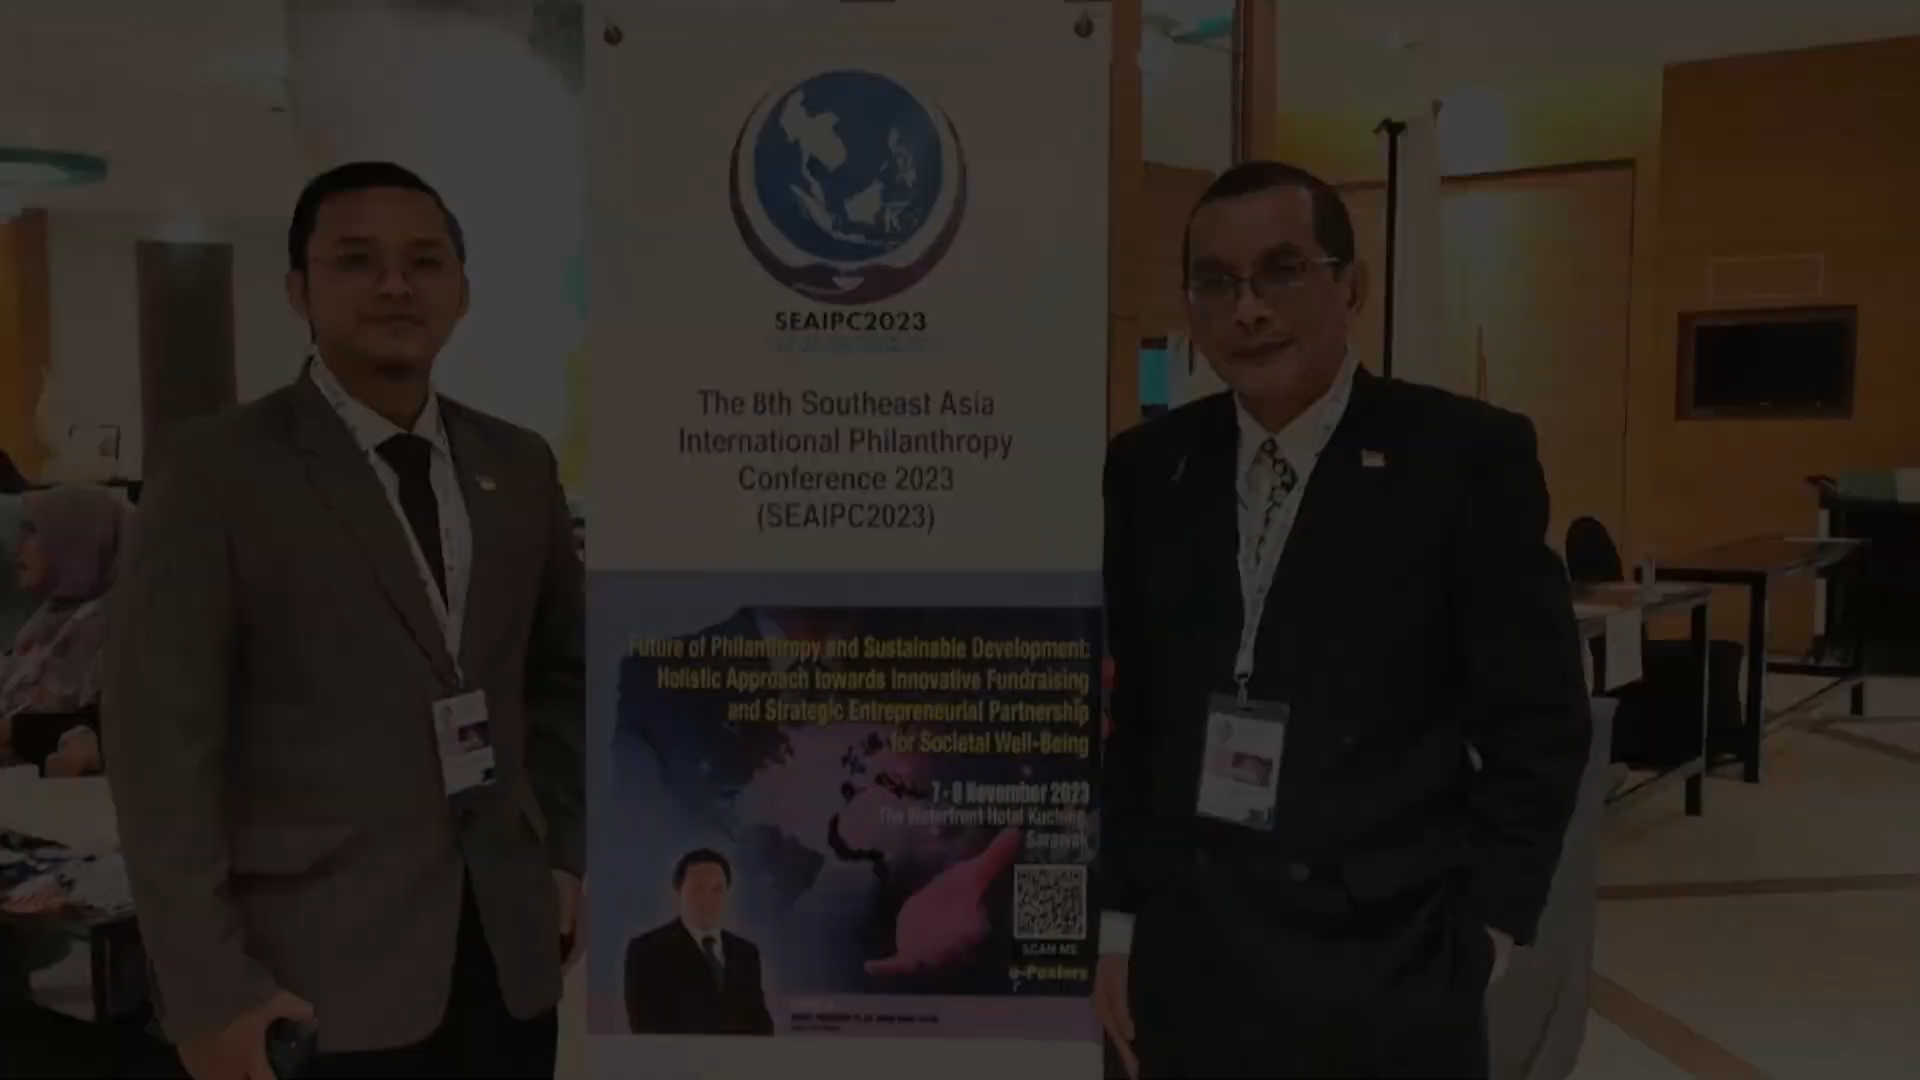 SEAIPC2023
The 8th Southeast Asia
International Philanthropy
Conference 2023
(SEAIPC2023)
Future of Philanthropy and Sustainable Development:
Holistic Approach towards Innovative Fundraising
and Strategic Entrepreneurial Partnership
for Societal Well-Being
7 - 8 November 2023
The Waterfront Hotel Kuching,
Sarawak
SCAN ME
e-Posters